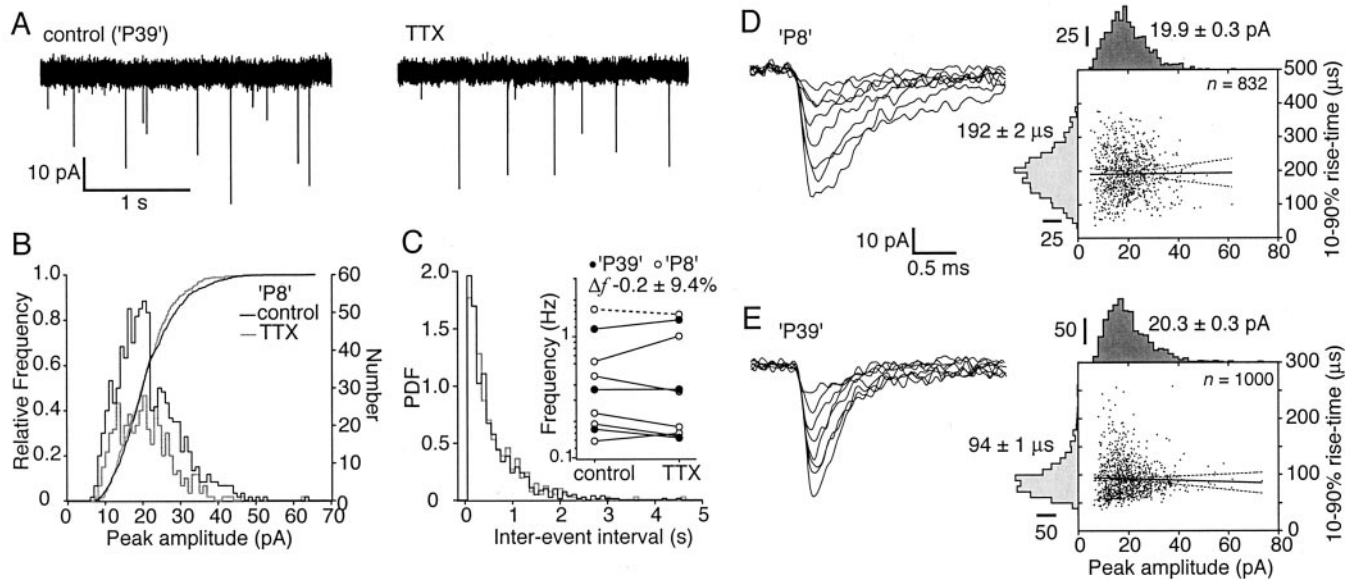 A
control ('P39')
TTX
10 pA
1 s
B
Relative Frequency
1.0
0.8
0.6
0.4
0.2
0
'P8'
control
TTX
60
50
40
30
20
10
0
Number
0 10 20 30 40 50 60 70
Peak amplitude (pA)
C
PDF
2.0
1.5
1.0
0.5
0
'P39' 'P8'
Δf -0.2 ± 9.4%
Frequency (Hz)
1
0.1
control TTX
0 1 2 3 4 5
Inter-event interval (s)
D
'P8'
10 pA
0.5 ms
25
19.9 ± 0.3 pA
n = 832
192 ± 2 µs
25
500
400
300
200
100
0
10-90% rise-time (µs)
0 20 40 60 80
E
'P39'
50
20.3 ± 0.3 pA
n = 1000
94 ± 1 µs
50
300
200
100
0
10-90% rise-time (µs)
0 20 40 60 80
Peak amplitude (pA)